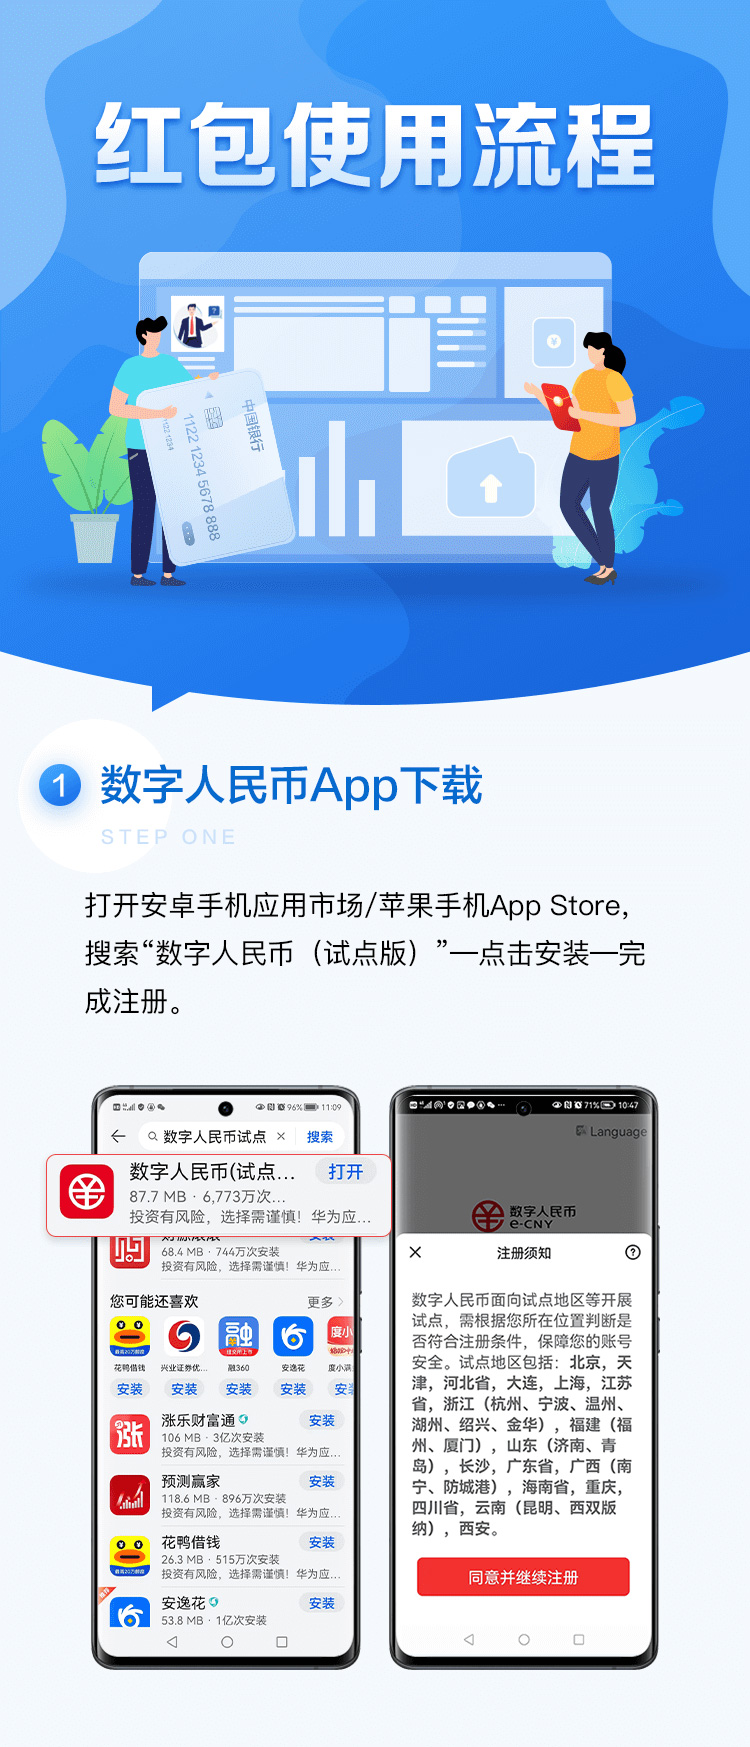 红包使用流程
中国银行
1122 1234 5678 888
1122 1234
1
数字人民币App下载
STEP ONE
打开安卓手机应用市场/苹果手机App Store,
搜索“数字人民币（试点版）”—点击安装—完
成注册。
96% 11:09
数字人民币试点
搜索
数字人民币(试点...
打开
87.7 MB · 6,773万次...
投资有风险，选择需谨慎！华为应...
68.4 MB · 744万次安装
投资有风险，选择需谨慎！华为应...
您可能还喜欢
更多
融
度小
花鸭借钱
兴业证券优...
融360
安逸花
度小满
安装
安装
安装
安装
安装
涨
涨乐财富通
安装
106 MB · 3亿次安装
投资有风险，选择需谨慎！华为应...
预测赢家
安装
118.6 MB · 896万次安装
投资有风险，选择需谨慎！华为应...
花鸭借钱
安装
26.3 MB · 515万次安装
投资有风险，选择需谨慎！华为应...
安逸花
安装
53.8 MB · 1亿次安装
71% 10:47
Language
数字人民币
e-CNY
注册须知
数字人民币面向试点地区等开展
试点，需根据您所在位置判断是
否符合注册条件，保障您的账号
安全。试点地区包括：北京，天
津，河北省，大连，上海，江苏
省，浙江（杭州、宁波、温州、
湖州、绍兴、金华），福建（福
州、厦门），山东（济南、青
岛），长沙，广东省，广西（南
宁、防城港），海南省，重庆，
四川省，云南（昆明、西双版
纳），西安。
同意并继续注册